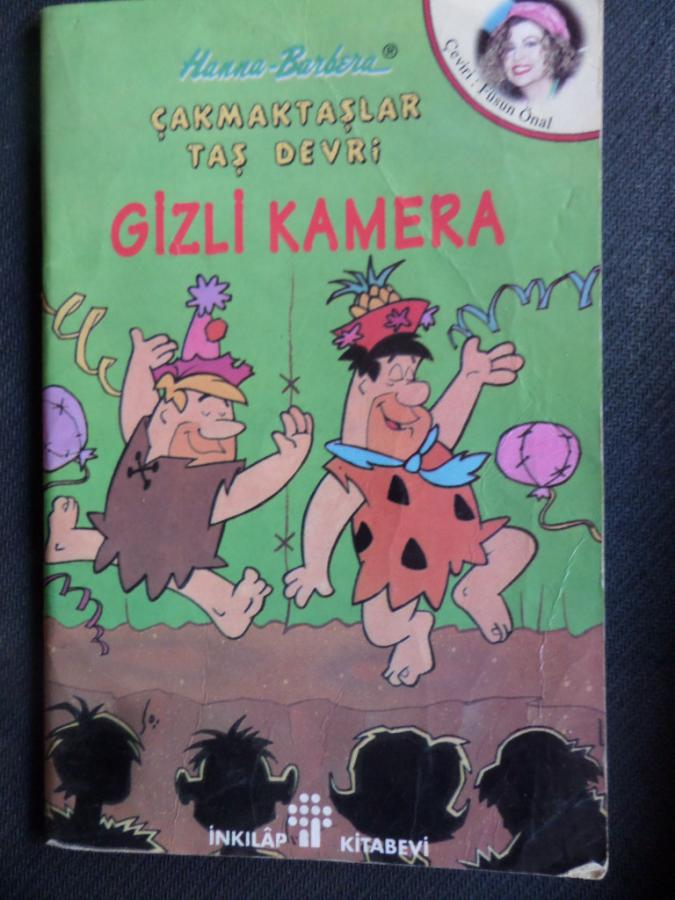 Hanna-Barbera®
Çeviri: Füsun Önal
ÇAKMAKTAŞLAR
TAŞ DEVRİ
GİZLİ KAMERA
İNKILÂP KİTABEVİ